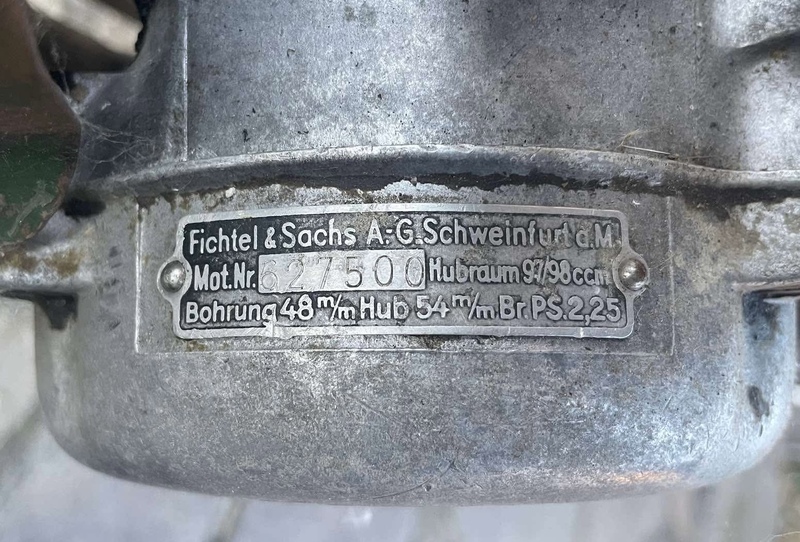 Fichtel & Sachs A.-G. Schweinfurt a.M.
Mot.Nr. 627500 Hubraum 97/98 ccm
Bohrung 48 m/m Hub 54 m/m Br. PS. 2,25